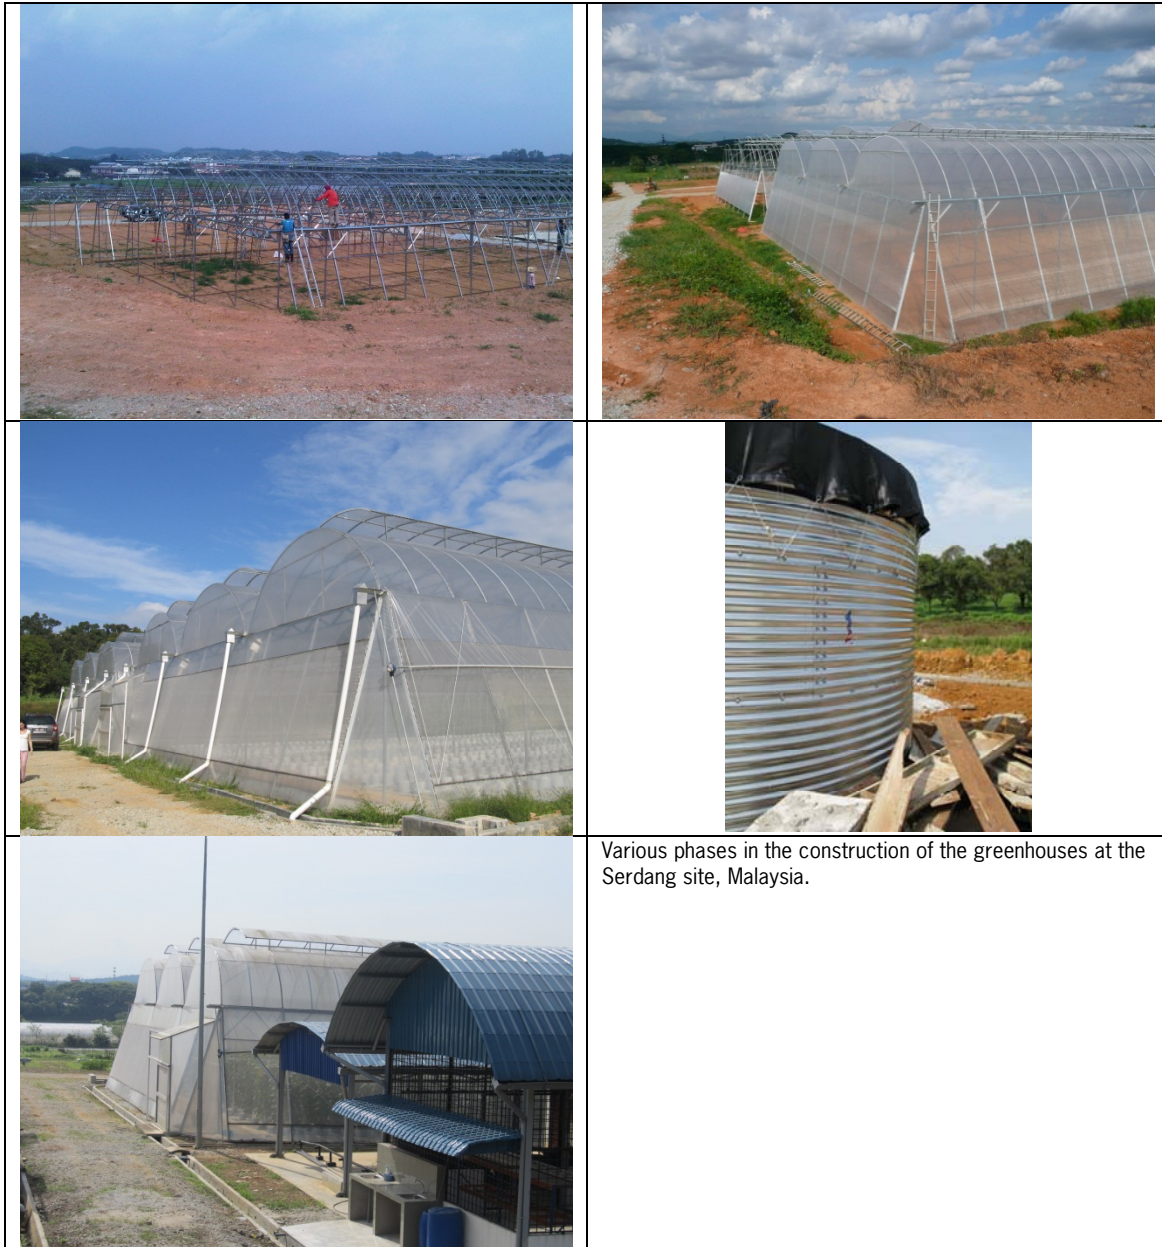 Various phases in the construction of the greenhouses at the
Serdang site, Malaysia.